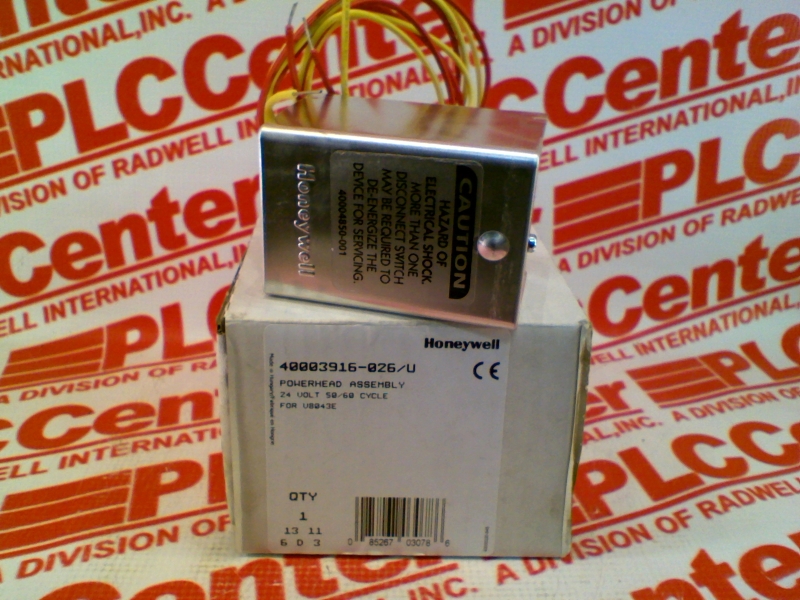 PLCCenter
A DIVISION OF RADWELL INTERNATIONAL, INC.
Honeywell
CAUTION
HAZARD OF
ELECTRICAL SHOCK.
MORE THAN ONE
DISCONNECT SWITCH
MAY BE REQUIRED TO
DE-ENERGIZE THE
DEVICE FOR SERVICING.
40004850-001
Honeywell
40003916-026/U
POWERHEAD ASSEMBLY
24 VOLT 50/60 CYCLE
FOR V8043E
QTY
1
13 11
6 D 3
0 85267 03078 6